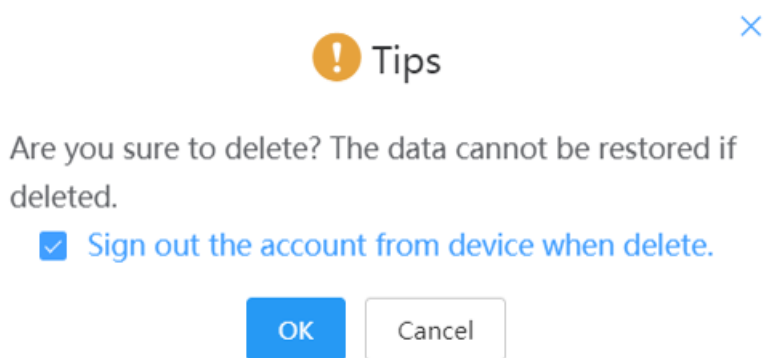 Tips
Are you sure to delete? The data cannot be restored if
deleted.
Sign out the account from device when delete.
OK
Cancel